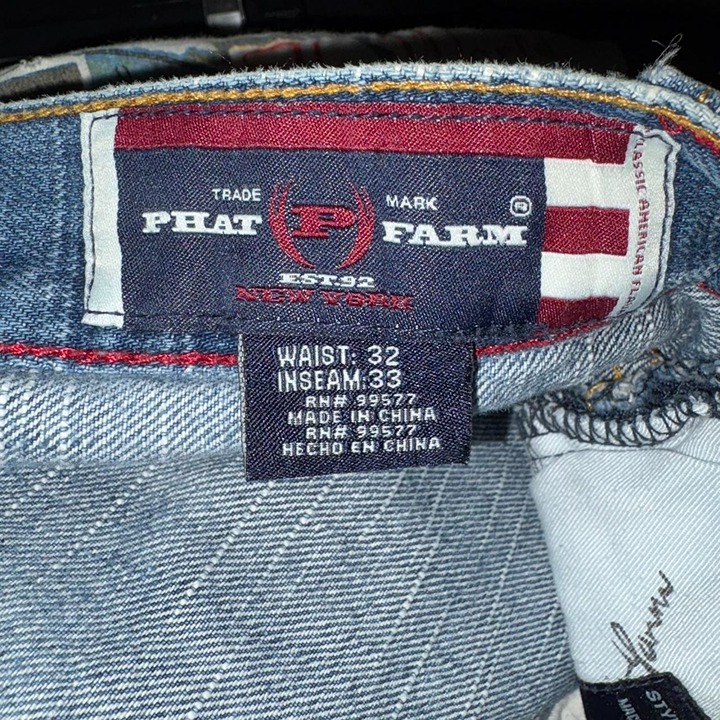 TRADE MARK ®
PHAT P FARM
EST.92
NEW YORK
CLASSIC AMERICAN FLA
WAIST: 32
INSEAM:33
RN# 99577
MADE IN CHINA
RN# 99577
HECHO EN CHINA